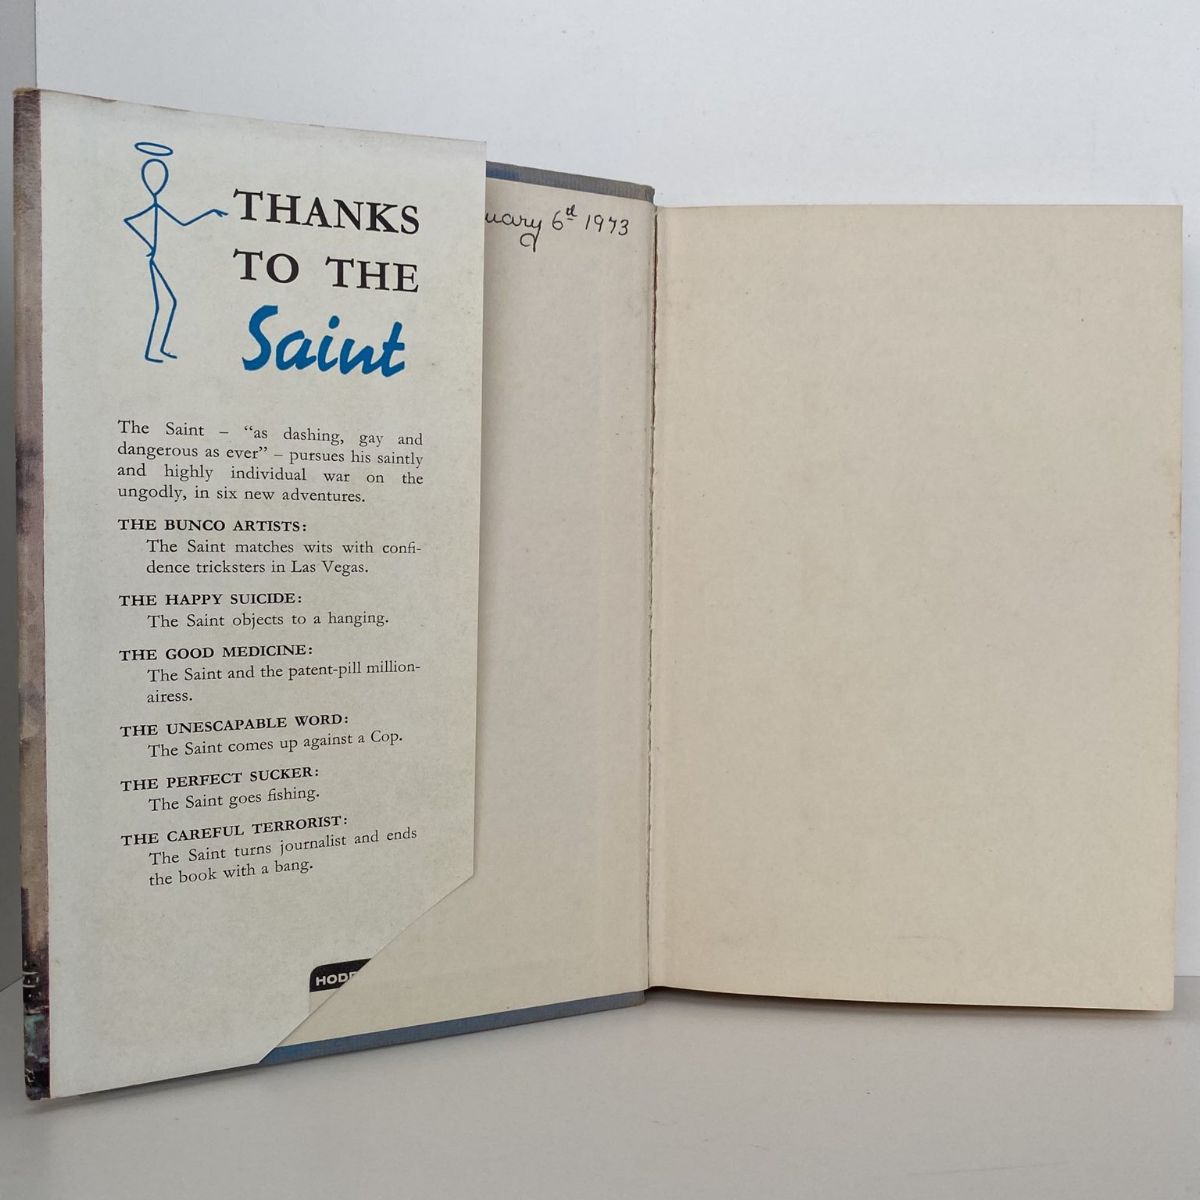 THANKS
TO THE
Saint
The Saint – “as dashing, gay and
dangerous as ever” – pursues his saintly
and highly individual war on the
ungodly, in six new adventures.
THE BUNCO ARTISTS:
The Saint matches wits with confi-
dence tricksters in Las Vegas.
THE HAPPY SUICIDE:
The Saint objects to a hanging.
THE GOOD MEDICINE:
The Saint and the patent-pill million-
airess.
THE UNESCAPABLE WORD:
The Saint comes up against a Cop.
THE PERFECT SUCKER:
The Saint goes fishing.
THE CAREFUL TERRORIST:
The Saint turns journalist and ends
the book with a bang.
uary 6th 1973